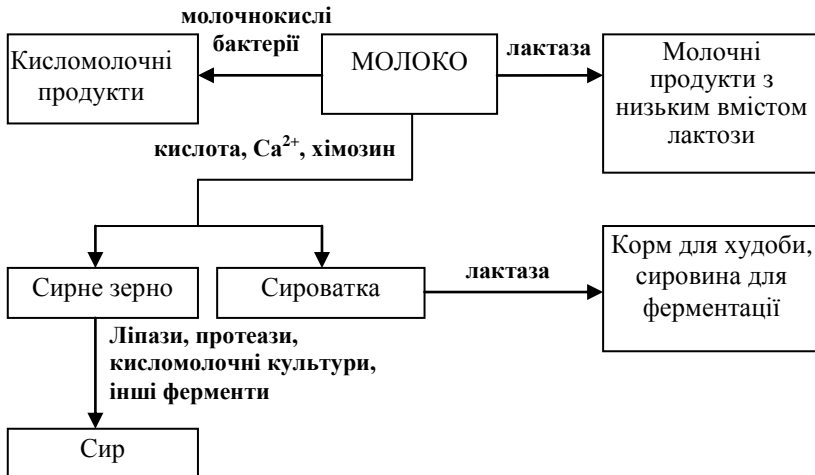 молочнокислі
бактерії
Кисломолочні
продукти
МОЛОКО
лактаза
Молочні
продукти з
низьким вмістом
лактози
кислота, Ca²⁺, хімозин
Сирне зерно
Сироватка
лактаза
Корм для худоби,
сировина для
ферментації
Ліпази, протеази,
кисломолочні культури,
інші ферменти
Сир